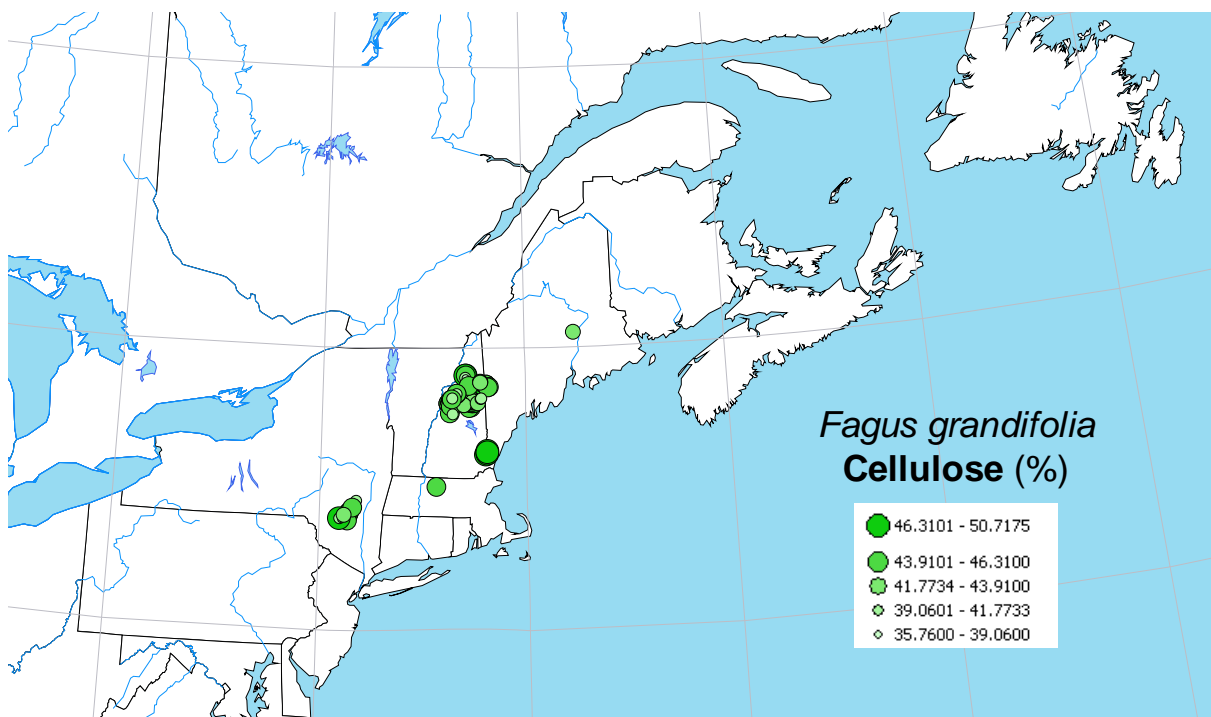 Fagus grandifolia
Cellulose (%)
46.3101 - 50.7175
43.9101 - 46.3100
41.7734 - 43.9100
39.0601 - 41.7733
35.7600 - 39.0600